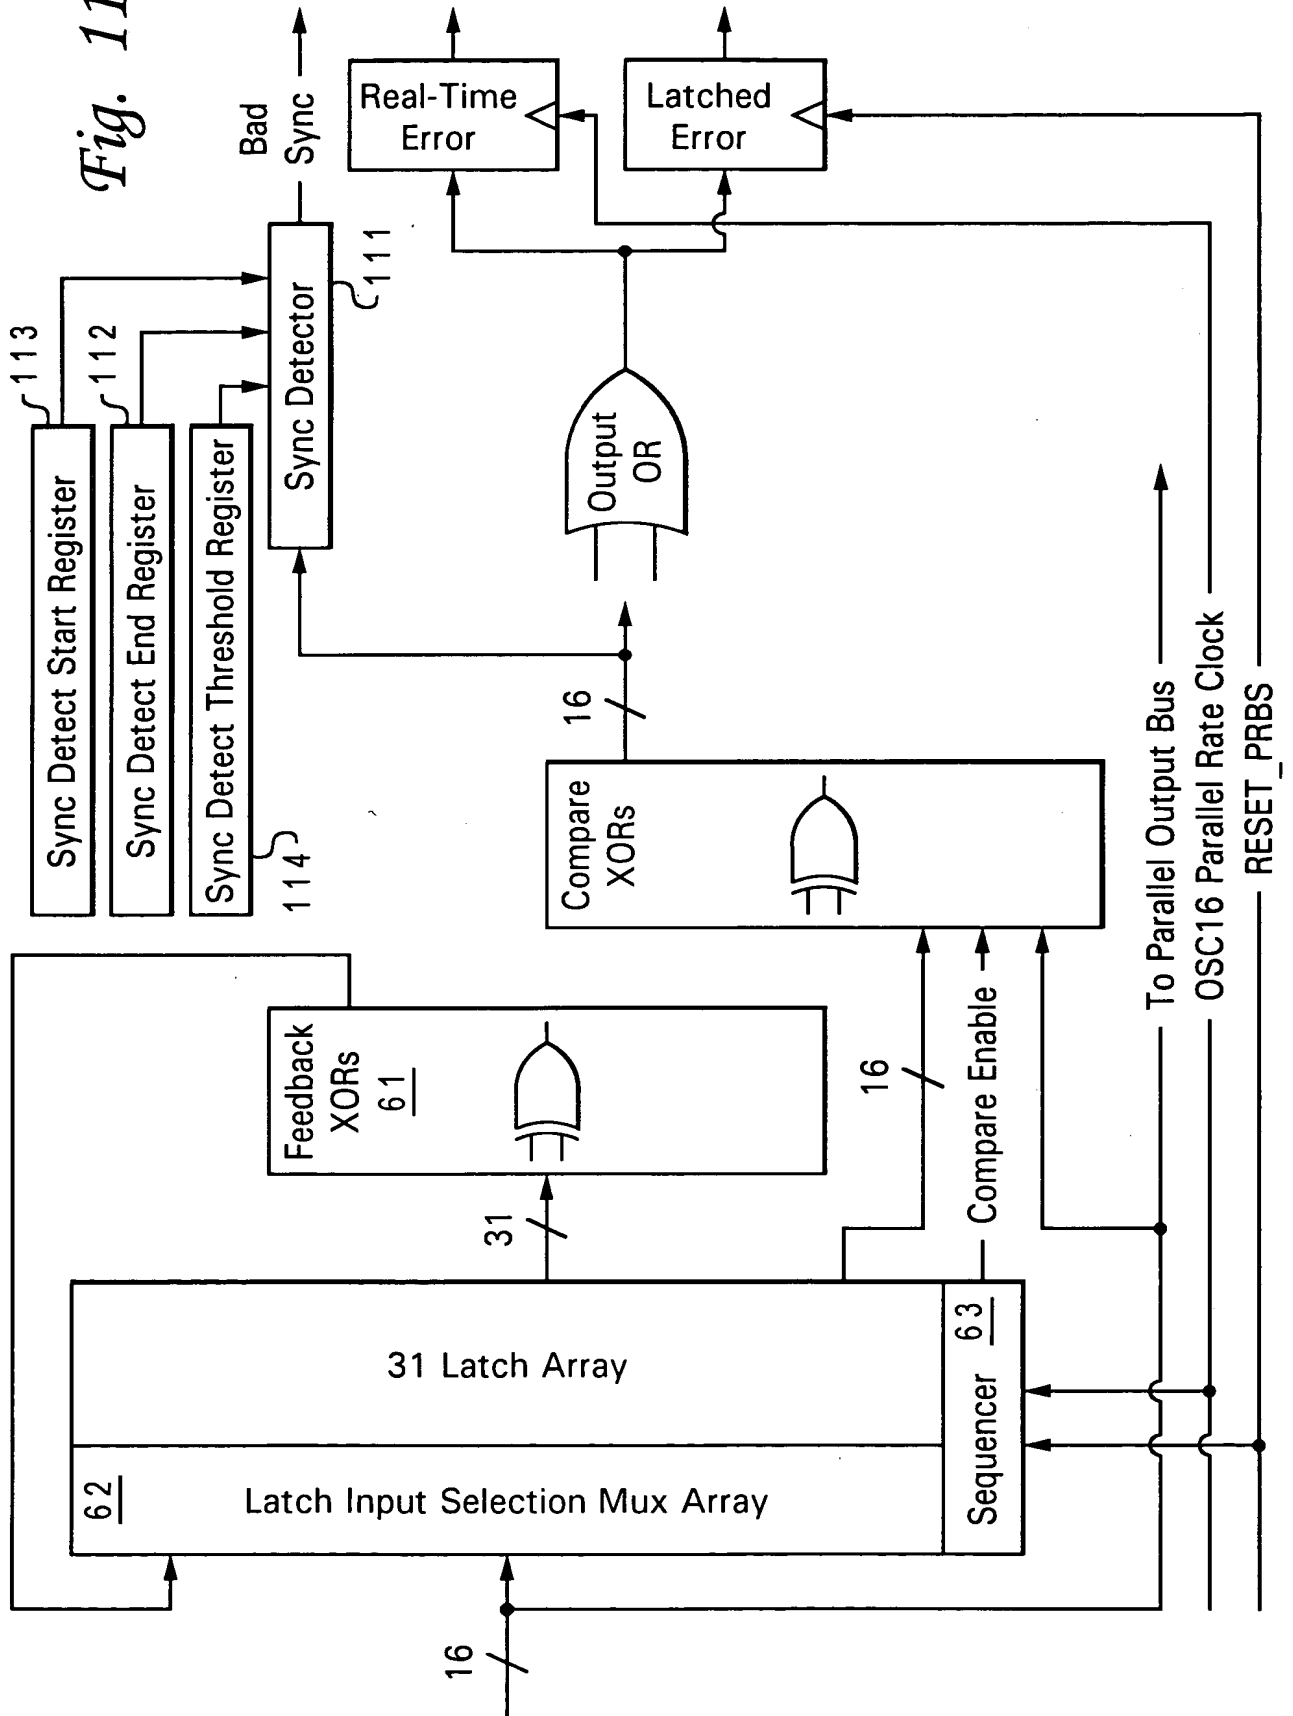 Fig. 11
113
Sync Detect Start Register
112
Sync Detect End Register
Sync Detect Threshold Register
114
Sync Detector
111
Bad
Sync
Real-Time
Error
Latched
Error
Output
OR
16
Compare
XORs
Feedback
XORs
61
31
16
Compare Enable
31 Latch Array
62
Latch Input Selection Mux Array
Sequencer
63
16
To Parallel Output Bus
OSC16 Parallel Rate Clock
RESET_PRBS